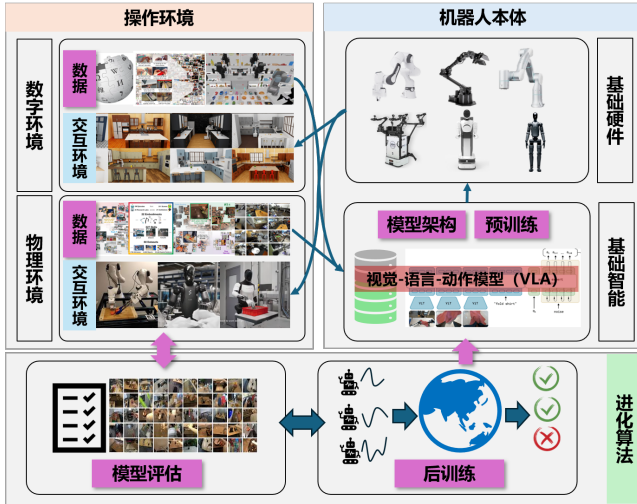 操作环境
机器人本体
数字环境
数据
交互环境
基础硬件
物理环境
数据
交互环境
模型架构
预训练
视觉-语言-动作模型（VLA）
基础智能
模型评估
后训练
进化算法